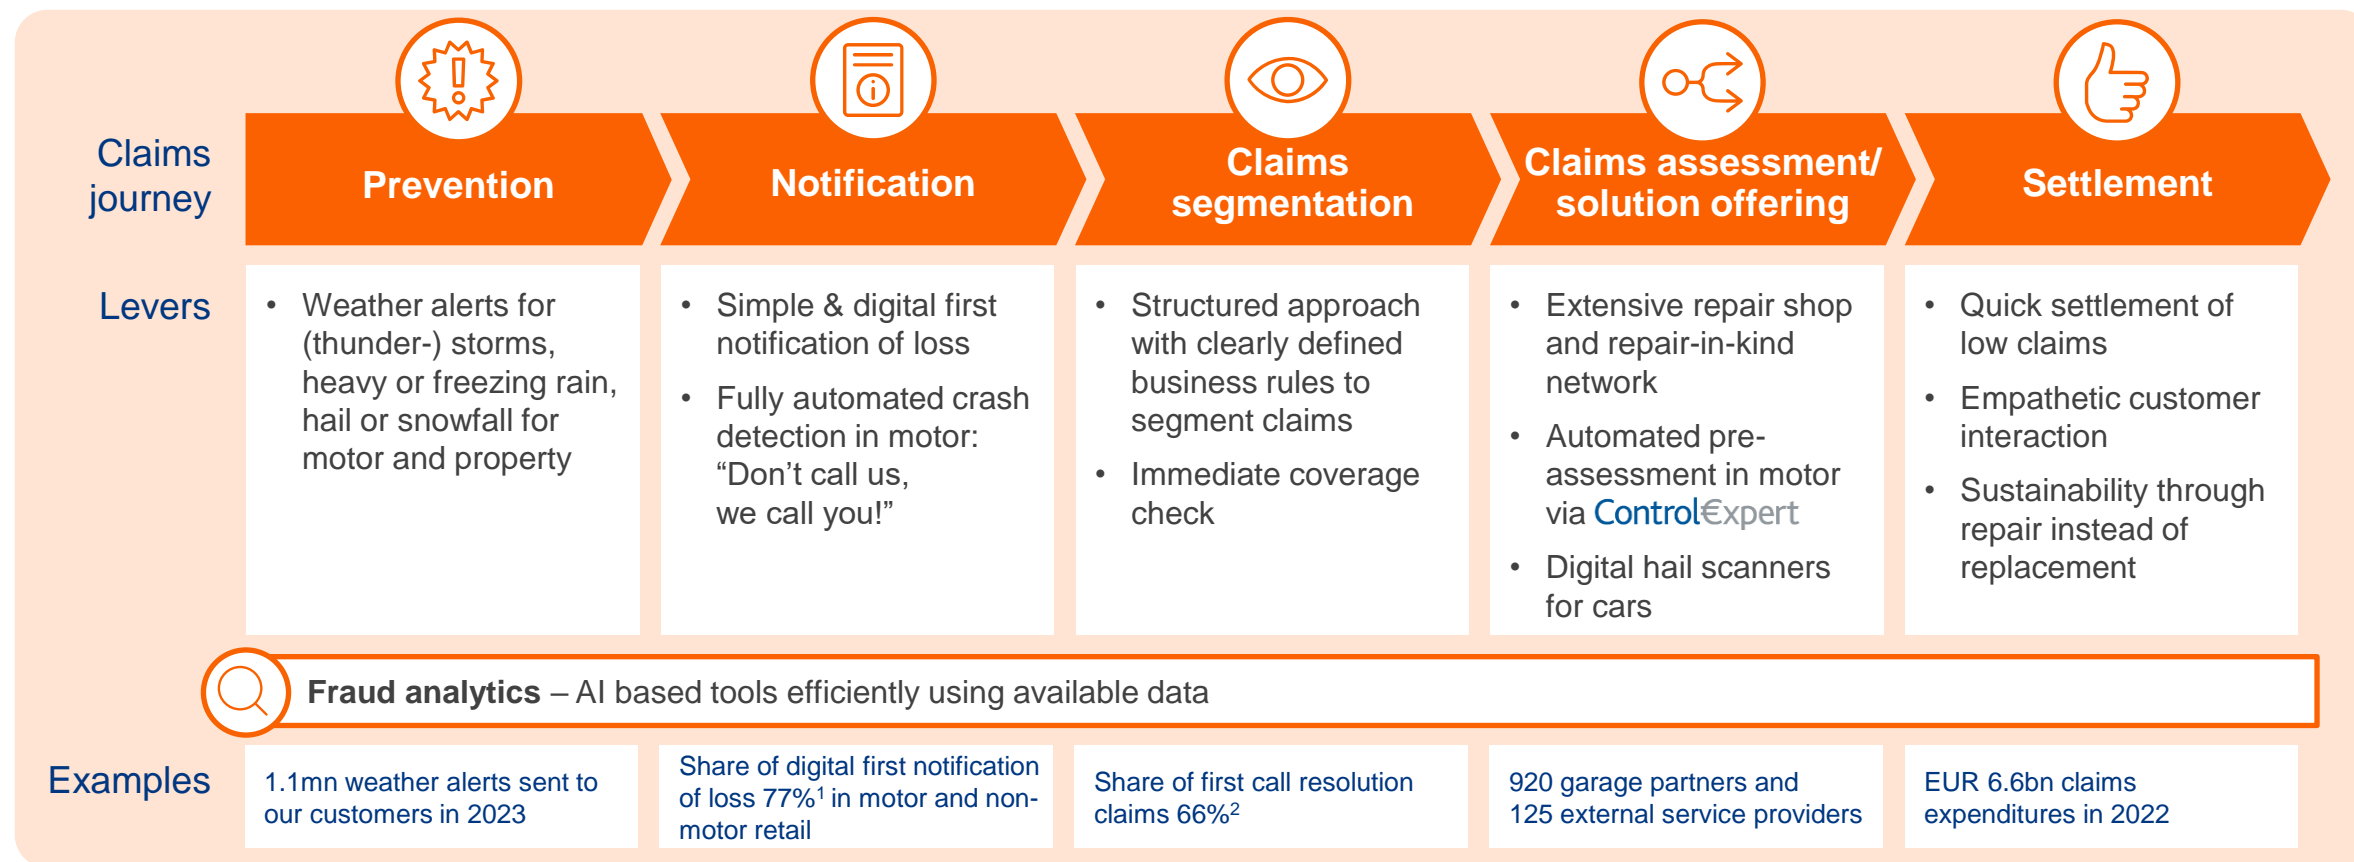 Claims
journey
Prevention
Notification
Claims
segmentation
Claims assessment/
solution offering
Settlement
Levers
• Weather alerts for
(thunder-) storms,
heavy or freezing rain,
hail or snowfall for
motor and property
• Simple & digital first
notification of loss
• Fully automated crash
detection in motor:
“Don’t call us,
we call you!”
• Structured approach
with clearly defined
business rules to
segment claims
• Immediate coverage
check
• Extensive repair shop
and repair-in-kind
network
• Automated pre-
assessment in motor
via Control€xpert
• Digital hail scanners
for cars
• Quick settlement of
low claims
• Empathetic customer
interaction
• Sustainability through
repair instead of
replacement
Fraud analytics – AI based tools efficiently using available data
Examples
1.1mn weather alerts sent to
our customers in 2023
Share of digital first notification
of loss 77%¹ in motor and non-
motor retail
Share of first call resolution
claims 66%²
920 garage partners and
125 external service providers
EUR 6.6bn claims
expenditures in 2022